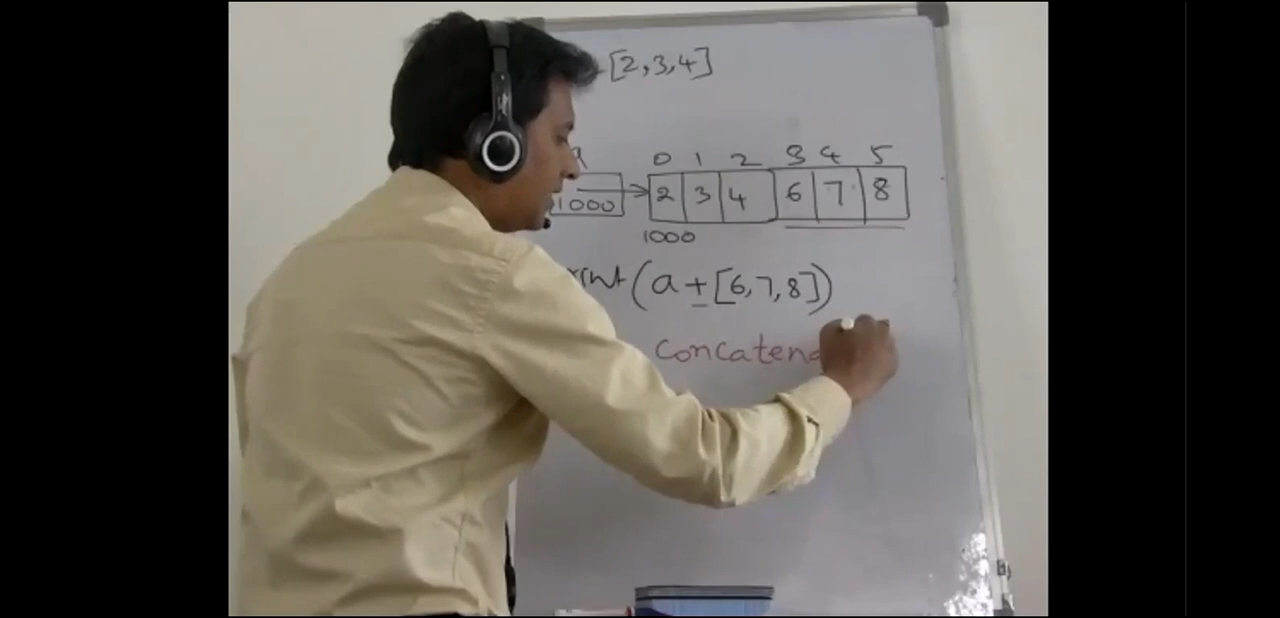 [2,3,4]
0 1 2 3 4 5
1000 2 3 4 6 7 8
1000
(a + [6,7,8])